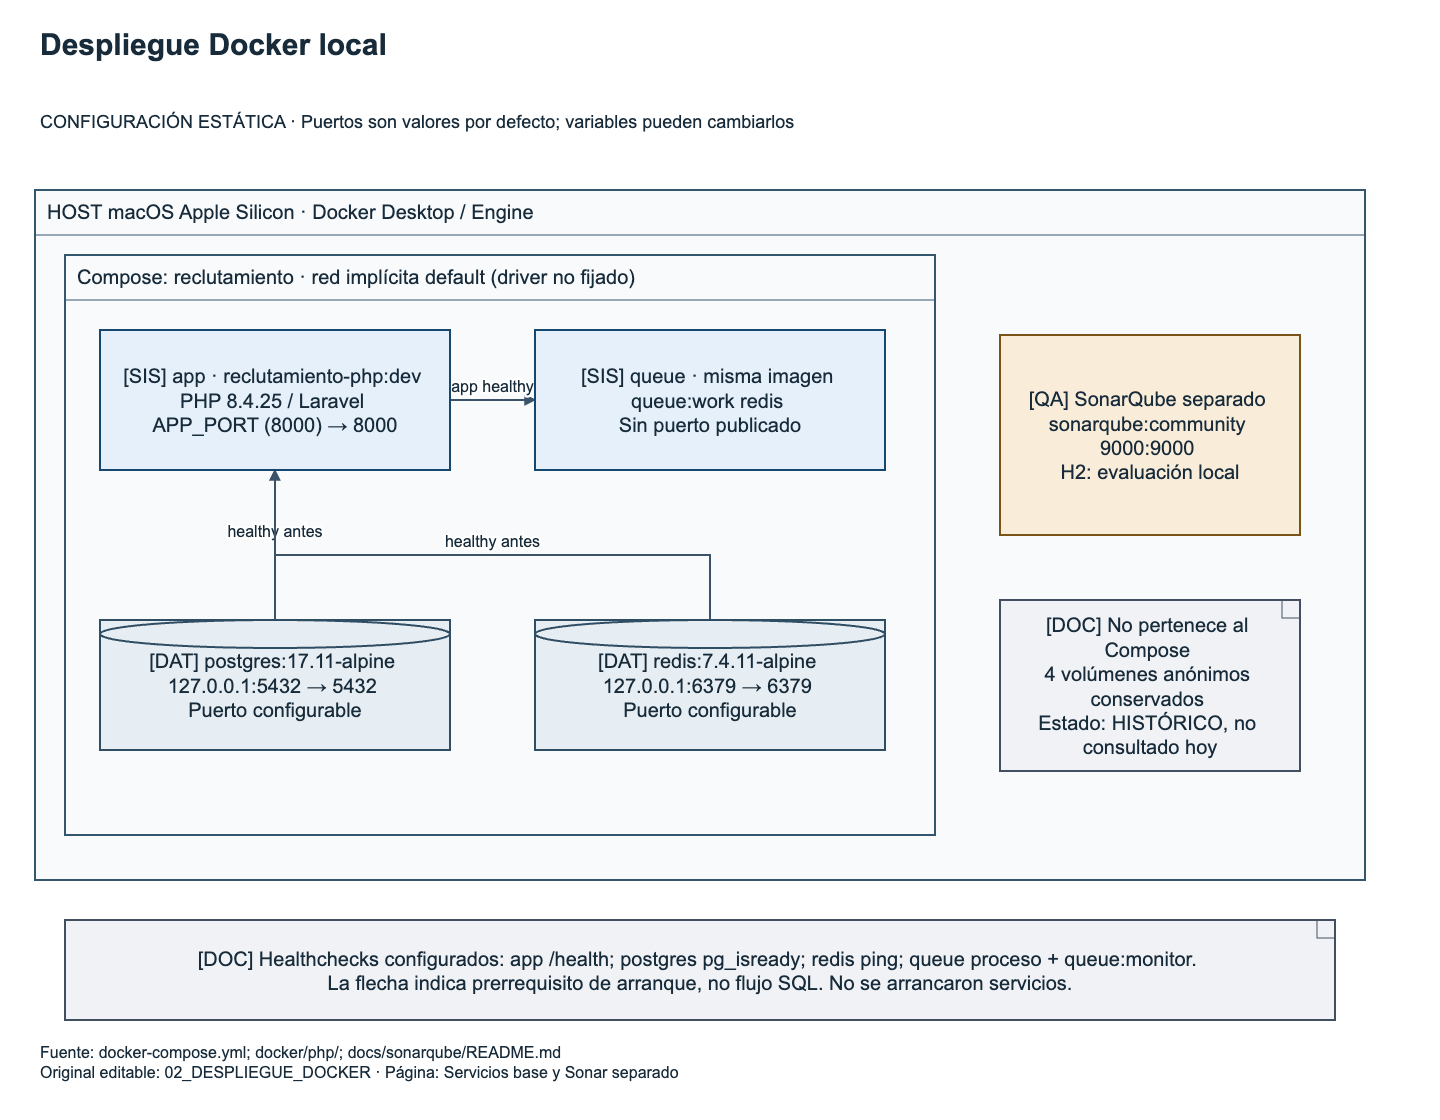 Despliegue Docker local
CONFIGURACIÓN ESTÁTICA · Puertos son valores por defecto; variables pueden cambiarlos
HOST macOS Apple Silicon · Docker Desktop / Engine
Compose: reclutamiento · red implícita default (driver no fijado)
[SIS] app · reclutamiento-php:dev
PHP 8.4.25 / Laravel
APP_PORT (8000) → 8000
app healthy
[SIS] queue · misma imagen
queue:work redis
Sin puerto publicado
[QA] SonarQube separado
sonarqube:community
9000:9000
H2: evaluación local
healthy antes
healthy antes
[DAT] postgres:17.11-alpine
127.0.0.1:5432 → 5432
Puerto configurable
[DAT] redis:7.4.11-alpine
127.0.0.1:6379 → 6379
Puerto configurable
[DOC] No pertenece al
Compose
4 volúmenes anónimos
conservados
Estado: HISTÓRICO, no
consultado hoy
[DOC] Healthchecks configurados: app /health; postgres pg_isready; redis ping; queue proceso + queue:monitor.
La flecha indica prerrequisito de arranque, no flujo SQL. No se arrancaron servicios.
Fuente: docker-compose.yml; docker/php/; docs/sonarqube/README.md
Original editable: 02_DESPLIEGUE_DOCKER · Página: Servicios base y Sonar separado